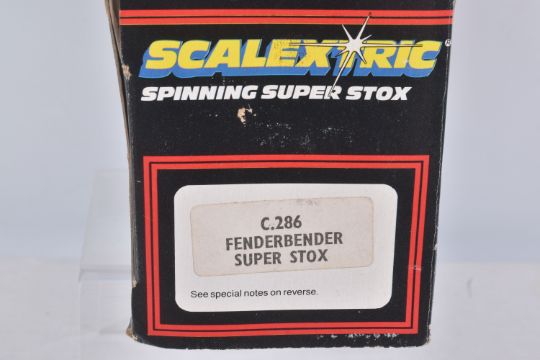 SCALEXTRIC®
SPINNING SUPER STOX
C.286
FENDERBENDER
SUPER STOX
See special notes on reverse.